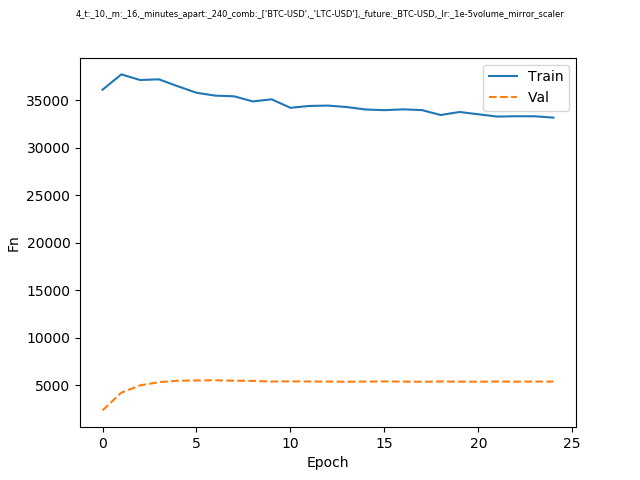 4_t:_10,_m:_16,_minutes_apart:_240_comb:_['BTC-USD',_'LTC-USD'],_future:_BTC-USD,_lr:_1e-5volume_mirror_scaler
Train
Val
35000
30000
25000
20000
15000
10000
5000
Fn
0 5 10 15 20 25
Epoch